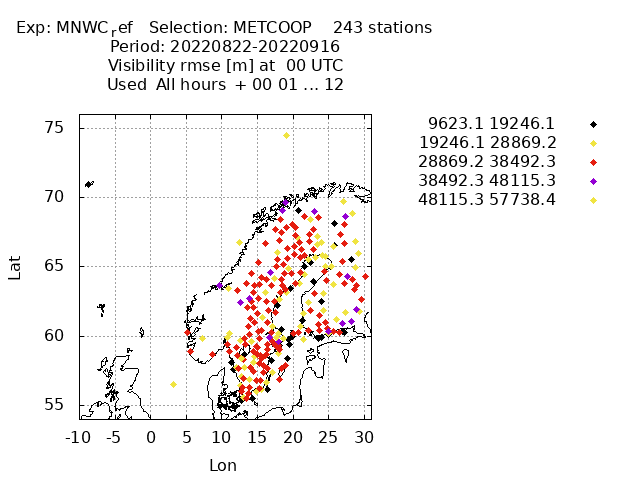 Exp: MNWCref Selection: METCOOP 243 stations
Period: 20220822-20220916
Visibility rmse [m] at 00 UTC
Used All hours + 00 01 ... 12
9623.1 19246.1
19246.1 28869.2
28869.2 38492.3
38492.3 48115.3
48115.3 57738.4
75
70
65
60
55
Lat
-10 -5 0 5 10 15 20 25 30
Lon